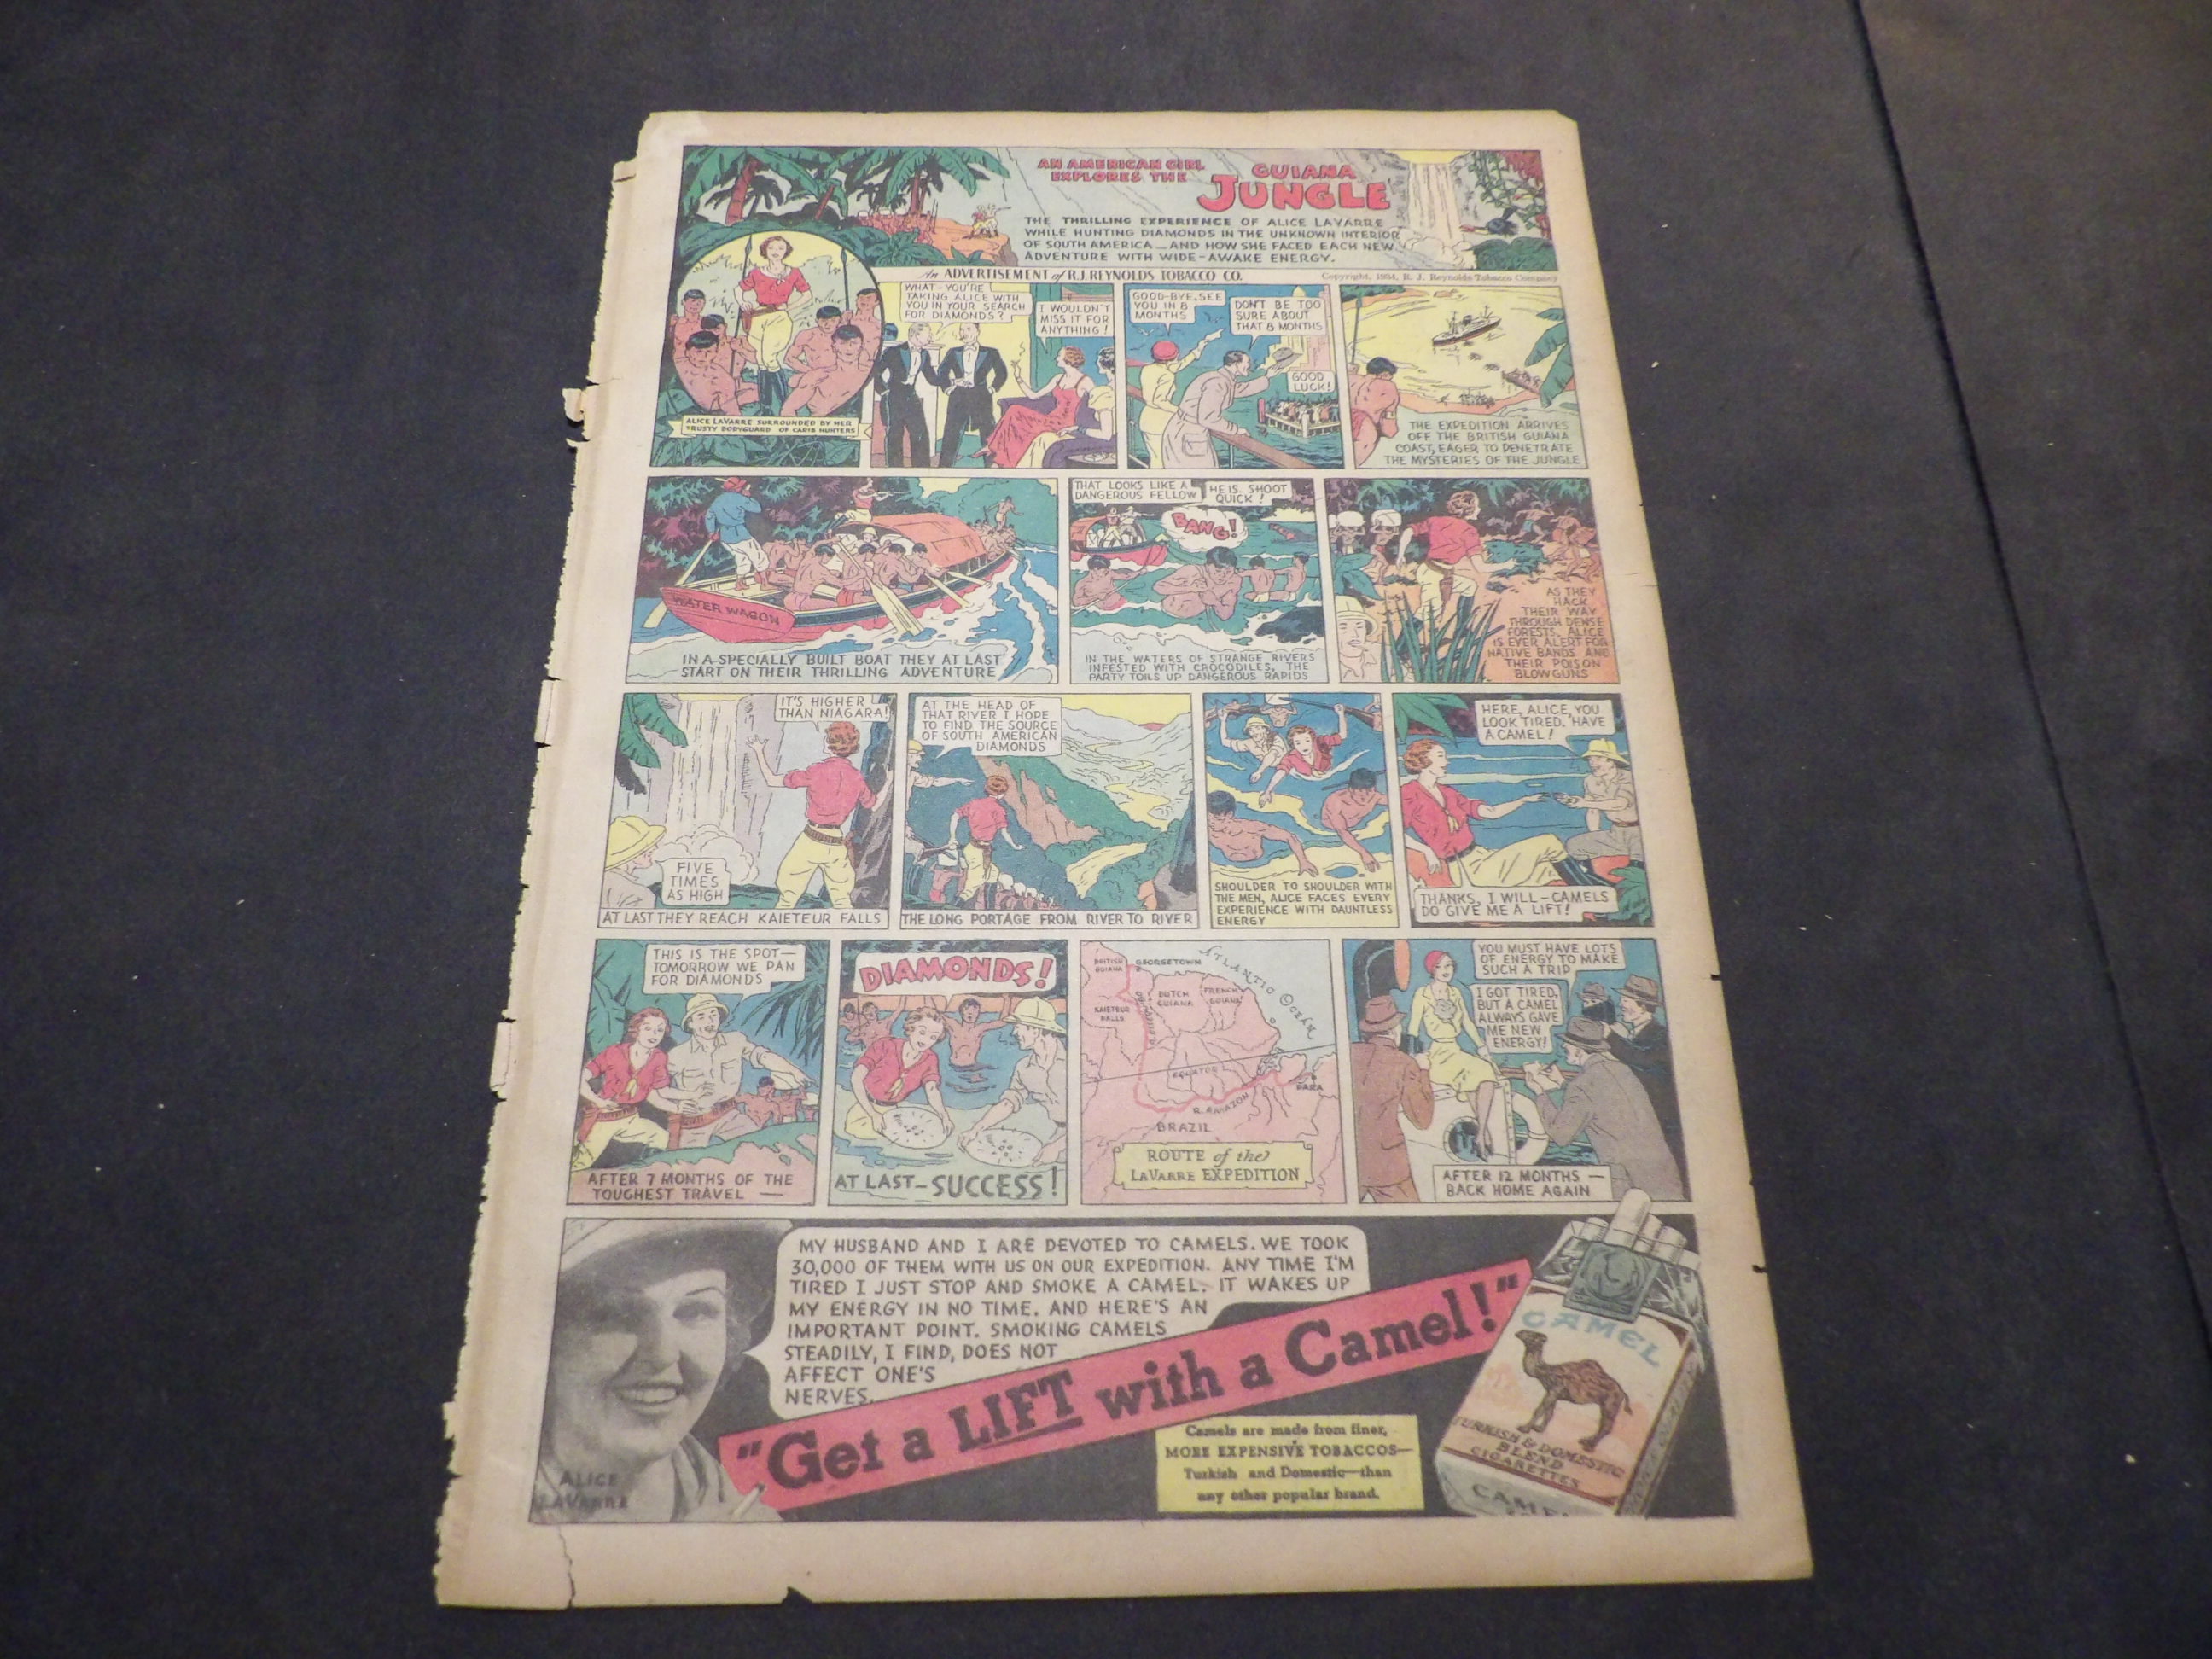 AN AMERICAN GIRL
EXPLORES THE
GUIANA
JUNGLE
THE THRILLING EXPERIENCE OF ALICE LAVARRE
WHILE HUNTING DIAMONDS IN THE UNKNOWN INTERIOR
OF SOUTH AMERICA — AND HOW SHE FACED EACH NEW
ADVENTURE WITH WIDE-AWAKE ENERGY.
An ADVERTISEMENT of R.J. REYNOLDS TOBACCO CO.
Copyright, 1934, R. J. Reynolds Tobacco Company
ALICE LAVARRE SURROUNDED BY HER
TRUSTY BODYGUARD OF CARIB HUNTERS
WHAT - YOU'RE
TAKING ALICE WITH
YOU IN YOUR SEARCH
FOR DIAMONDS?
I WOULDN'T
MISS IT FOR
ANYTHING!
GOOD-BYE, SEE
YOU IN 8
MONTHS
DON'T BE TOO
SURE ABOUT
THAT 8 MONTHS
GOOD
LUCK!
THE EXPEDITION ARRIVES
OFF THE BRITISH GUIANA
COAST, EAGER TO PENETRATE
THE MYSTERIES OF THE JUNGLE
WATER WAGON
IN A SPECIALLY BUILT BOAT THEY AT LAST
START ON THEIR THRILLING ADVENTURE
THAT LOOKS LIKE A
DANGEROUS FELLOW
HE IS. SHOOT
QUICK!
BANG!
IN THE WATERS OF STRANGE RIVERS
INFESTED WITH CROCODILES, THE
PARTY TOILS UP DANGEROUS RAPIDS
AS THEY
HACK
THEIR WAY
THROUGH DENSE
FORESTS, ALICE
IS EVER ALERT FOR
NATIVE BANDS AND
THEIR POISON
BLOWGUNS
IT'S HIGHER
THAN NIAGARA!
FIVE
TIMES
AS HIGH
AT LAST THEY REACH KAIETEUR FALLS
AT THE HEAD OF
THAT RIVER I HOPE
TO FIND THE SOURCE
OF SOUTH AMERICAN
DIAMONDS
THE LONG PORTAGE FROM RIVER TO RIVER
SHOULDER TO SHOULDER WITH
THE MEN, ALICE FACES EVERY
EXPERIENCE WITH DAUNTLESS
ENERGY
HERE, ALICE, YOU
LOOK TIRED. HAVE
A CAMEL!
THANKS, I WILL - CAMELS
DO GIVE ME A LIFT!
THIS IS THE SPOT—
TOMORROW WE PAN
FOR DIAMONDS
AFTER 7 MONTHS OF THE
TOUGHEST TRAVEL —
DIAMONDS!
AT LAST - SUCCESS!
BRITISH
GUIANA
GEORGETOWN
ATLANTIC OCEAN
DUTCH
GUIANA
FRENCH
GUIANA
KAIETEUR
FALLS
EQUATOR
PARA
R. AMAZON
BRAZIL
ROUTE of the
LAVARRE EXPEDITION
YOU MUST HAVE LOTS
OF ENERGY TO MAKE
SUCH A TRIP
I GOT TIRED,
BUT A CAMEL
ALWAYS GAVE
ME NEW
ENERGY!
AFTER 12 MONTHS —
BACK HOME AGAIN
MY HUSBAND AND I ARE DEVOTED TO CAMELS. WE TOOK
30,000 OF THEM WITH US ON OUR EXPEDITION. ANY TIME I'M
TIRED I JUST STOP AND SMOKE A CAMEL. IT WAKES UP
MY ENERGY IN NO TIME. AND HERE'S AN
IMPORTANT POINT. SMOKING CAMELS
STEADILY, I FIND, DOES NOT
AFFECT ONE'S
NERVES.
ALICE
LAVARRE
"Get a LIFT with a Camel!"
Camels are made from finer,
MORE EXPENSIVE TOBACCOS—
Turkish and Domestic—than
any other popular brand.
CAMEL
TURKISH & DOMESTIC
BLEND
CIGARETTES
CAMEL